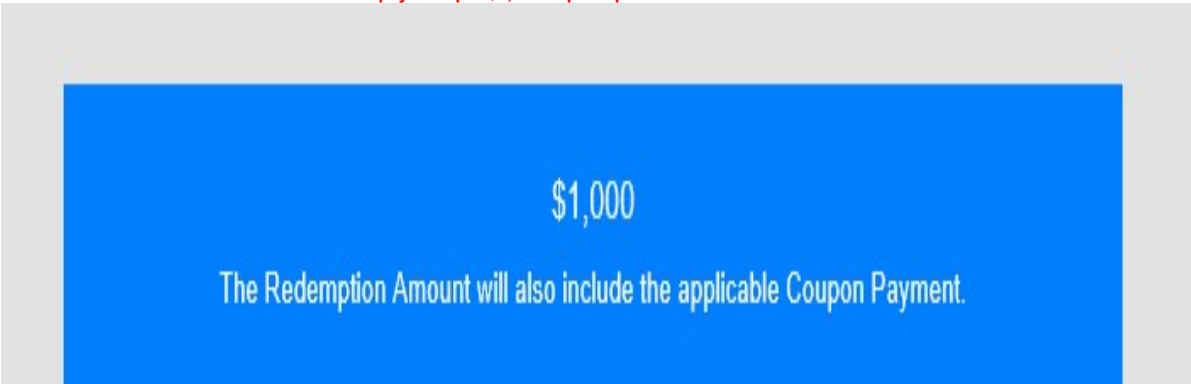 $1,000
The Redemption Amount will also include the applicable Coupon Payment.